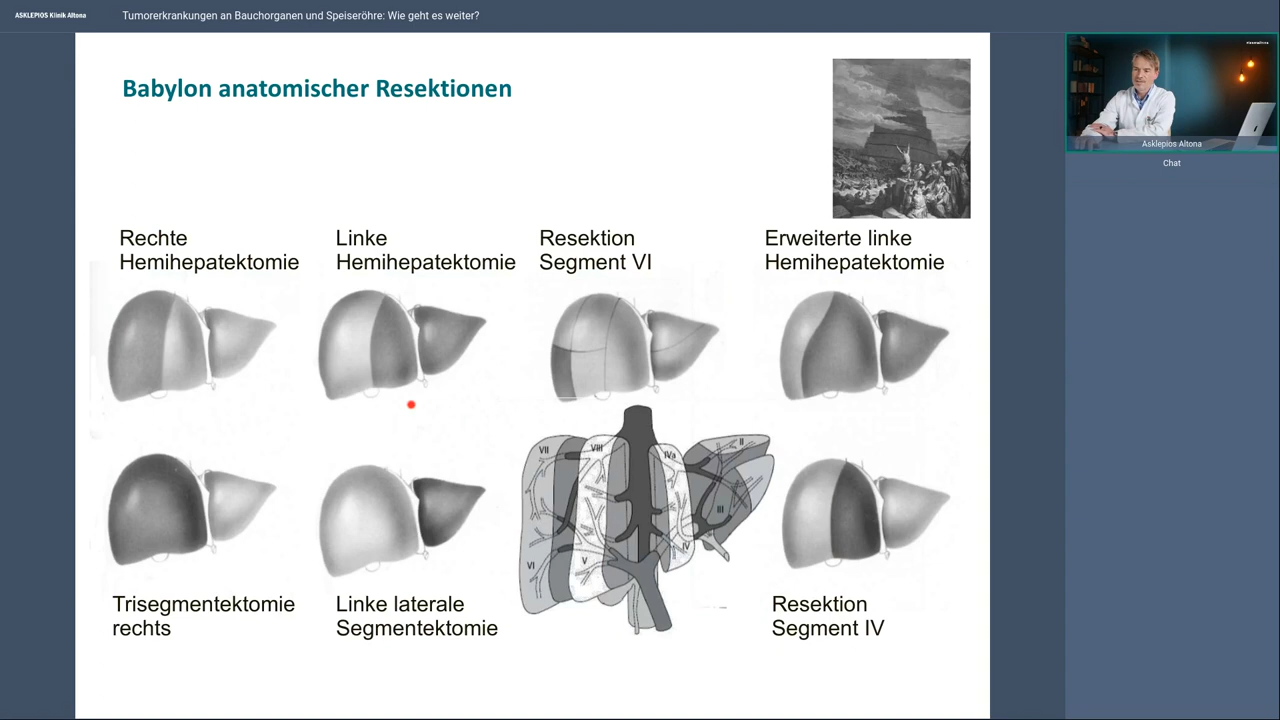 ASKLEPIOS Klinik Altona
Tumorerkrankungen an Bauchorganen und Speiseröhre: Wie geht es weiter?
Babylon anatomischer Resektionen
Asklepios Altona
Chat
Rechte
Hemihepatektomie
Linke
Hemihepatektomie
Resektion
Segment VI
Erweiterte linke
Hemihepatektomie
VII
VIII
IVa
II
III
IV
V
VI
Trisegmentektomie
rechts
Linke laterale
Segmentektomie
Resektion
Segment IV